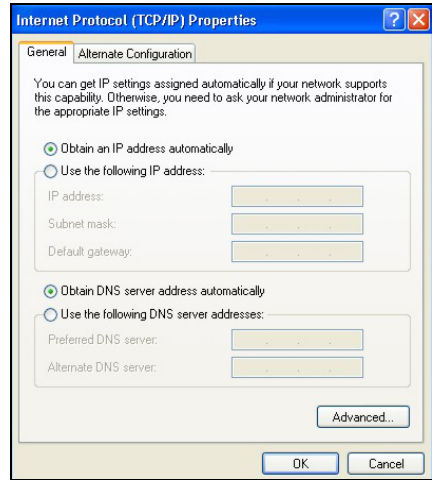 Internet Protocol (TCP/IP) Properties
General
Alternate Configuration
You can get IP settings assigned automatically if your network supports
this capability. Otherwise, you need to ask your network administrator for
the appropriate IP settings.
Obtain an IP address automatically
Use the following IP address:
IP address:
Subnet mask:
Default gateway:
Obtain DNS server address automatically
Use the following DNS server addresses:
Preferred DNS server:
Alternate DNS server:
Advanced...
OK
Cancel